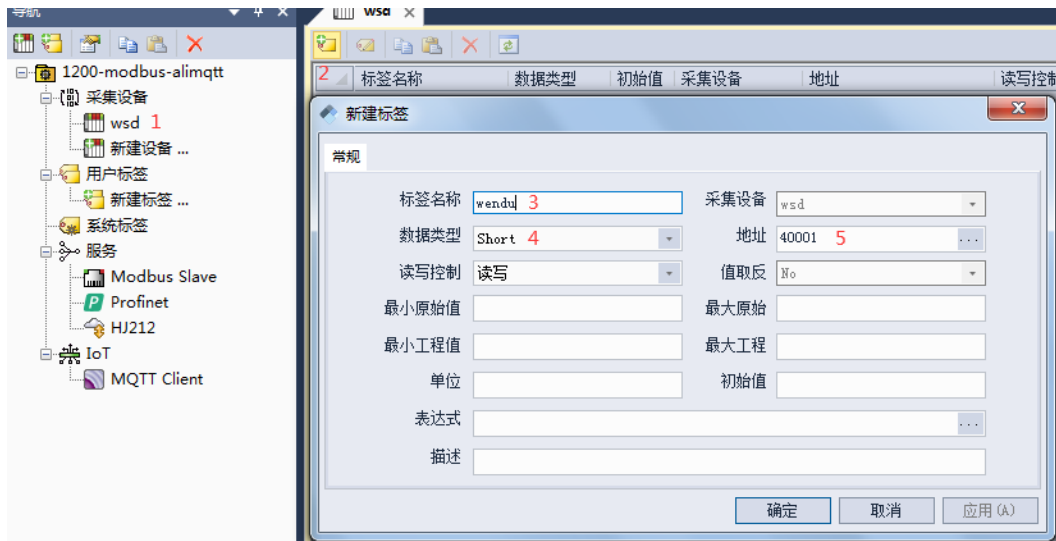 导航
wsd
1200-modbus-alimqtt
采集设备
wsd 1
新建设备 ...
用户标签
新建标签 ...
系统标签
服务
Modbus Slave
Profinet
HJ212
IoT
MQTT Client
2 标签名称 数据类型 初始值 采集设备 地址 读写控制
新建标签
常规
标签名称 wendu 3 采集设备 wsd
数据类型 Short 4 地址 40001 5 ...
读写控制 读写 值取反 No
最小原始值 最大原始
最小工程值 最大工程
单位 初始值
表达式 ...
描述
确定 取消 应用(A)